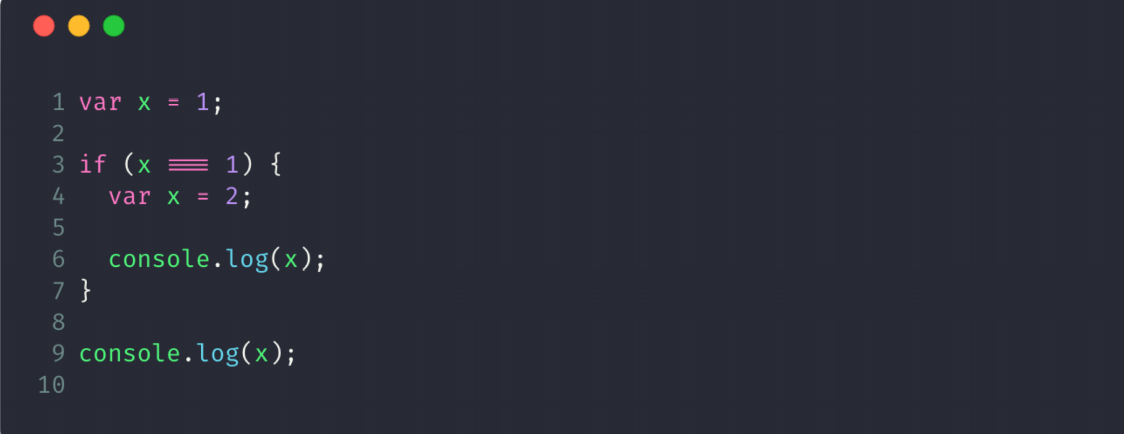 1 var x = 1;
2
3 if (x === 1) {
4   var x = 2;
5
6   console.log(x);
7 }
8
9 console.log(x);
10